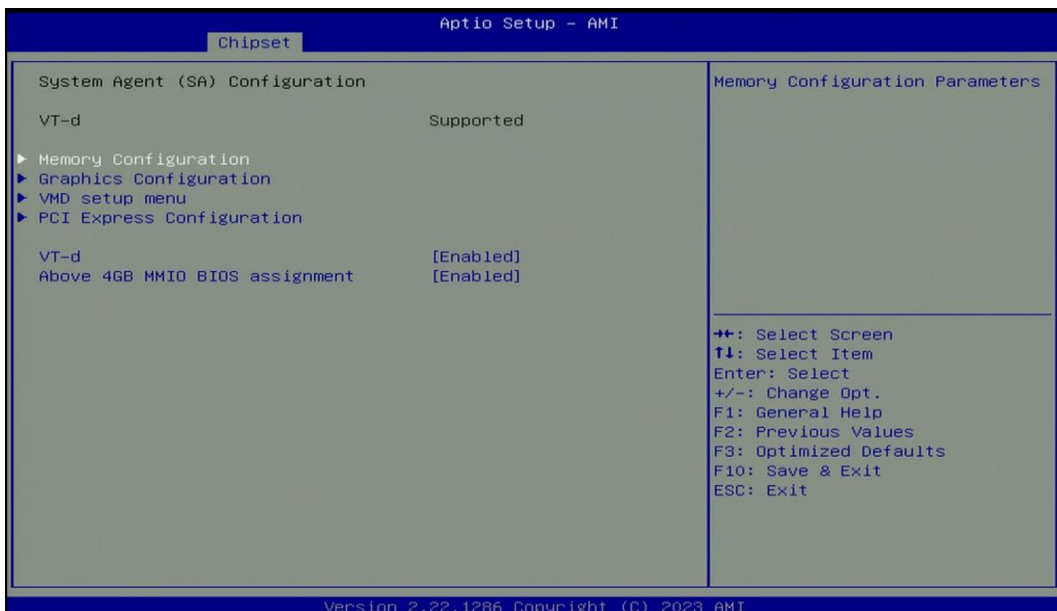 Aptio Setup – AMI
Chipset
System Agent (SA) Configuration
VT-d Supported
▶ Memory Configuration
▶ Graphics Configuration
▶ VMD setup menu
▶ PCI Express Configuration
VT-d [Enabled]
Above 4GB MMIO BIOS assignment [Enabled]
Memory Configuration Parameters
→←: Select Screen
↑↓: Select Item
Enter: Select
+/-: Change Opt.
F1: General Help
F2: Previous Values
F3: Optimized Defaults
F10: Save & Exit
ESC: Exit
Version 2.22.1286 Copyright (C) 2023 AMI